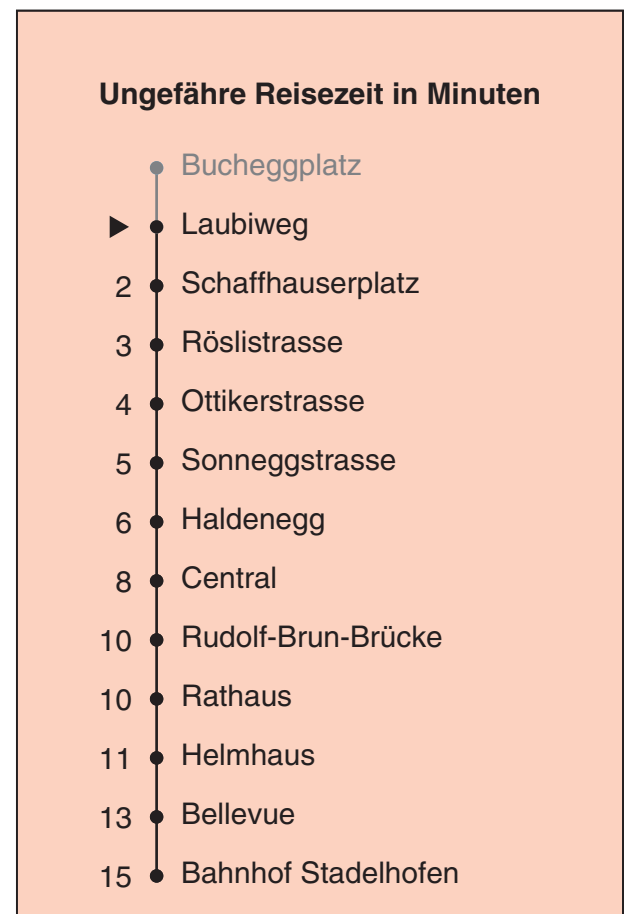 Ungefähre Reisezeit in Minuten
Bucheggplatz
Laubiweg
2 Schaffhauserplatz
3 Röslistrasse
4 Ottikerstrasse
5 Sonneggstrasse
6 Haldenegg
8 Central
10 Rudolf-Brun-Brücke
10 Rathaus
11 Helmhaus
13 Bellevue
15 Bahnhof Stadelhofen